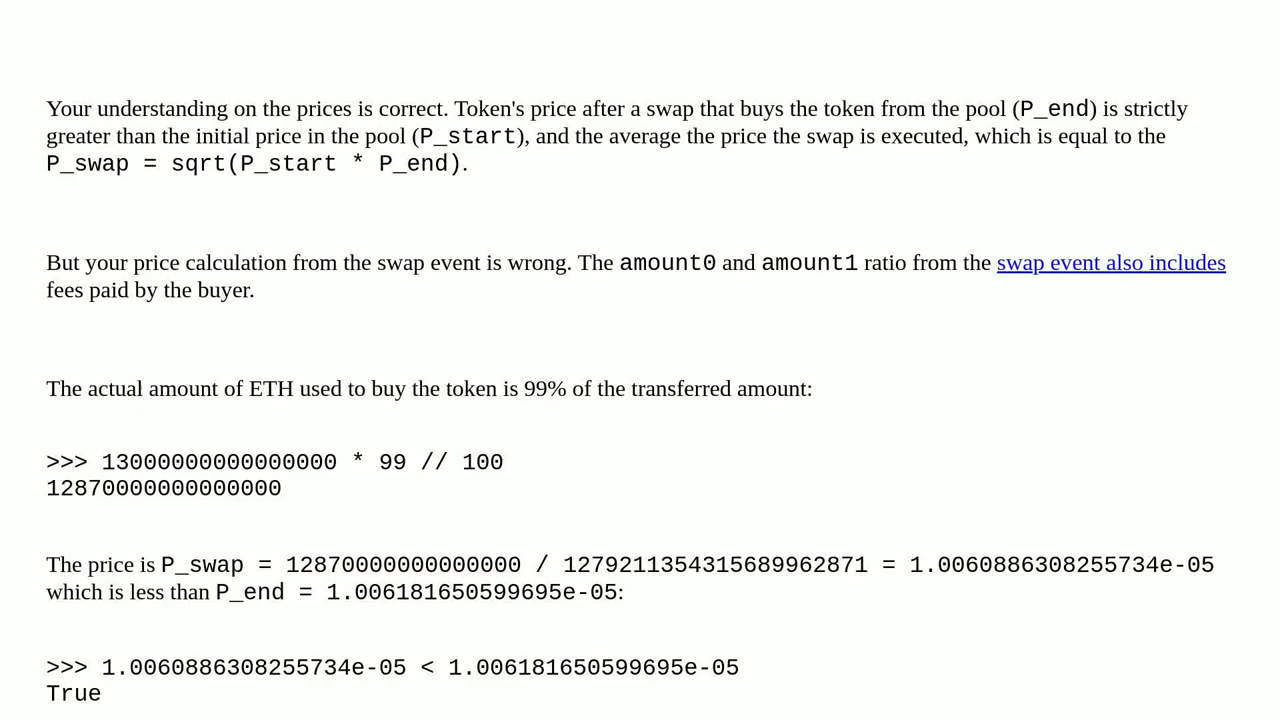 Your understanding on the prices is correct. Token's price after a swap that buys the token from the pool (P_end) is strictly
greater than the initial price in the pool (P_start), and the average the price the swap is executed, which is equal to the
P_swap = sqrt(P_start * P_end).
But your price calculation from the swap event is wrong. The amount0 and amount1 ratio from the swap event also includes
fees paid by the buyer.
The actual amount of ETH used to buy the token is 99% of the transferred amount:
>>> 13000000000000000 * 99 // 100
12870000000000000
The price is P_swap = 12870000000000000 / 1279211354315689962871 = 1.0060886308255734e-05
which is less than P_end = 1.006181650599695e-05:
>>> 1.0060886308255734e-05 < 1.006181650599695e-05
True